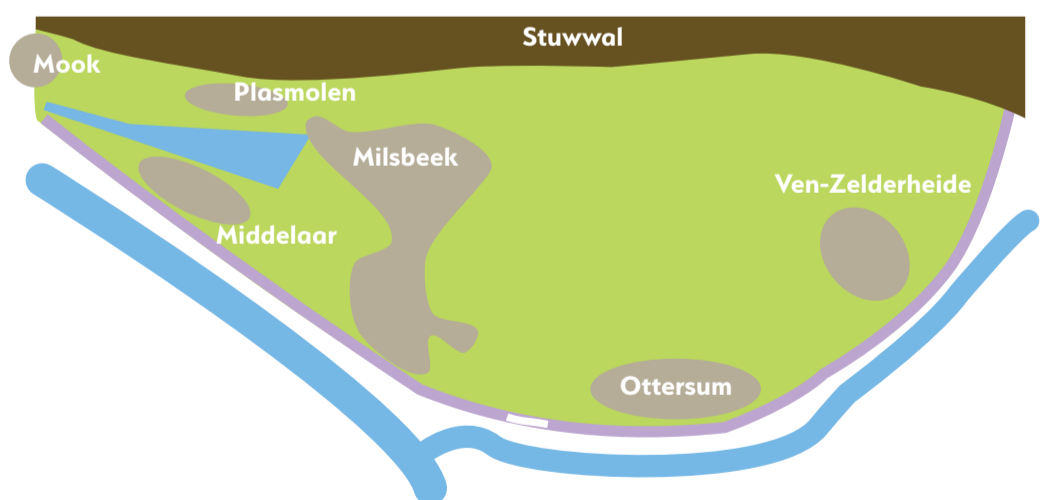 Stuwwal
Mook
Plasmolen
Milsbeek
Ven-Zelderheide
Middelaar
Ottersum